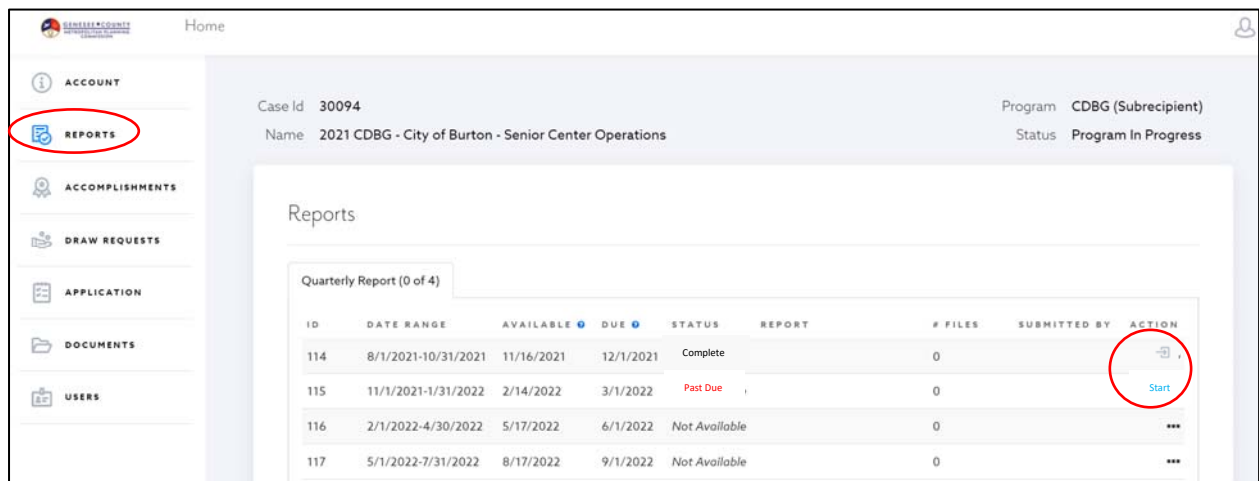 GENESEE COUNTY
METROPOLITAN PLANNING
COMMISSION
Home
ACCOUNT
REPORTS
ACCOMPLISHMENTS
DRAW REQUESTS
APPLICATION
DOCUMENTS
USERS
Case Id 30094
Name 2021 CDBG - City of Burton - Senior Center Operations
Program CDBG (Subrecipient)
Status Program In Progress
Reports
Quarterly Report (0 of 4)
ID DATE RANGE AVAILABLE DUE STATUS REPORT # FILES SUBMITTED BY ACTION
114 8/1/2021-10/31/2021 11/16/2021 12/1/2021 Complete 0
115 11/1/2021-1/31/2022 2/14/2022 3/1/2022 Past Due 0 Start
116 2/1/2022-4/30/2022 5/17/2022 6/1/2022 Not Available 0 •••
117 5/1/2022-7/31/2022 8/17/2022 9/1/2022 Not Available 0 •••